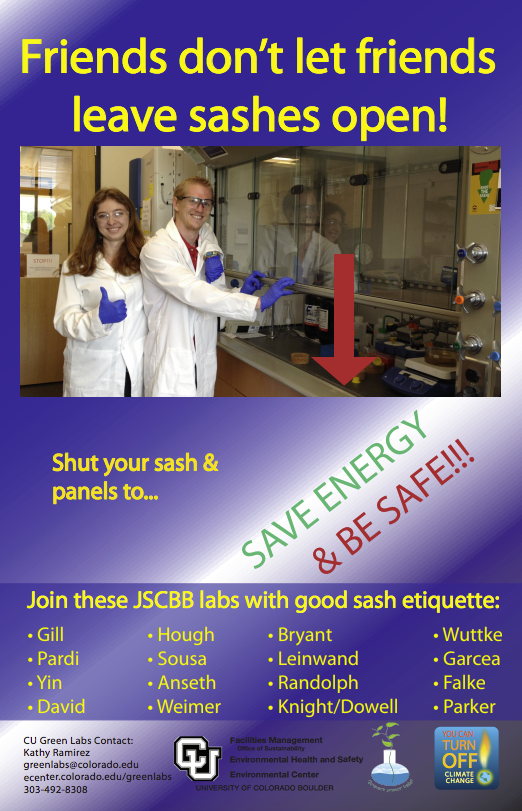 Friends don't let friends
leave sashes open!
STOP!!!
Shut your sash &
panels to...
SAVE ENERGY
& BE SAFE!!!
Join these JSCBB labs with good sash etiquette:
• Gill
• Pardi
• Yin
• David
• Hough
• Sousa
• Anseth
• Weimer
• Bryant
• Leinwand
• Randolph
• Knight/Dowell
• Wuttke
• Garcea
• Falke
• Parker
CU Green Labs Contact:
Kathy Ramirez
greenlabs@colorado.edu
ecenter.colorado.edu/greenlabs
303-492-8308
CU
Facilities Management
Office of Sustainability
Environmental Health and Safety
Environmental Center
UNIVERSITY OF COLORADO BOULDER
YOU CAN
TURN
OFF
CLIMATE
CHANGE